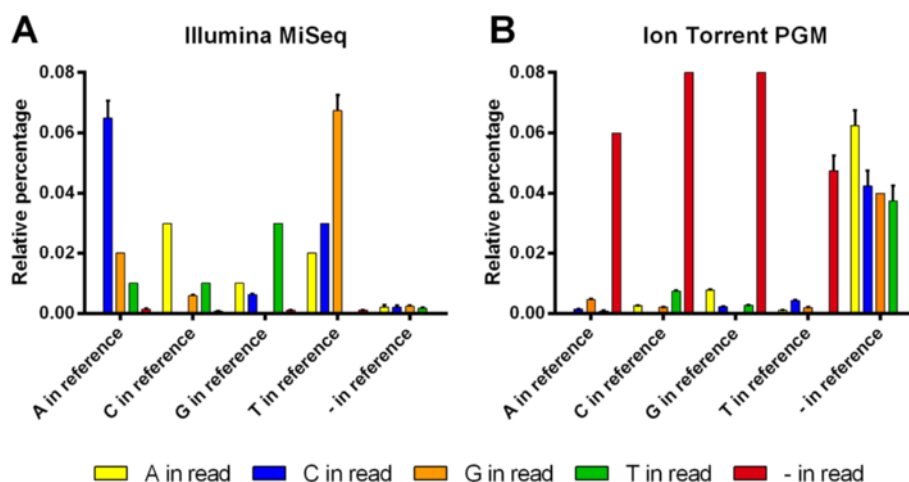 A Illumina MiSeq
Relative percentage
0.08
0.06
0.04
0.02
0.00
A in reference
C in reference
G in reference
T in reference
- in reference
B Ion Torrent PGM
Relative percentage
0.08
0.06
0.04
0.02
0.00
A in reference
C in reference
G in reference
T in reference
- in reference
A in read C in read G in read T in read - in read